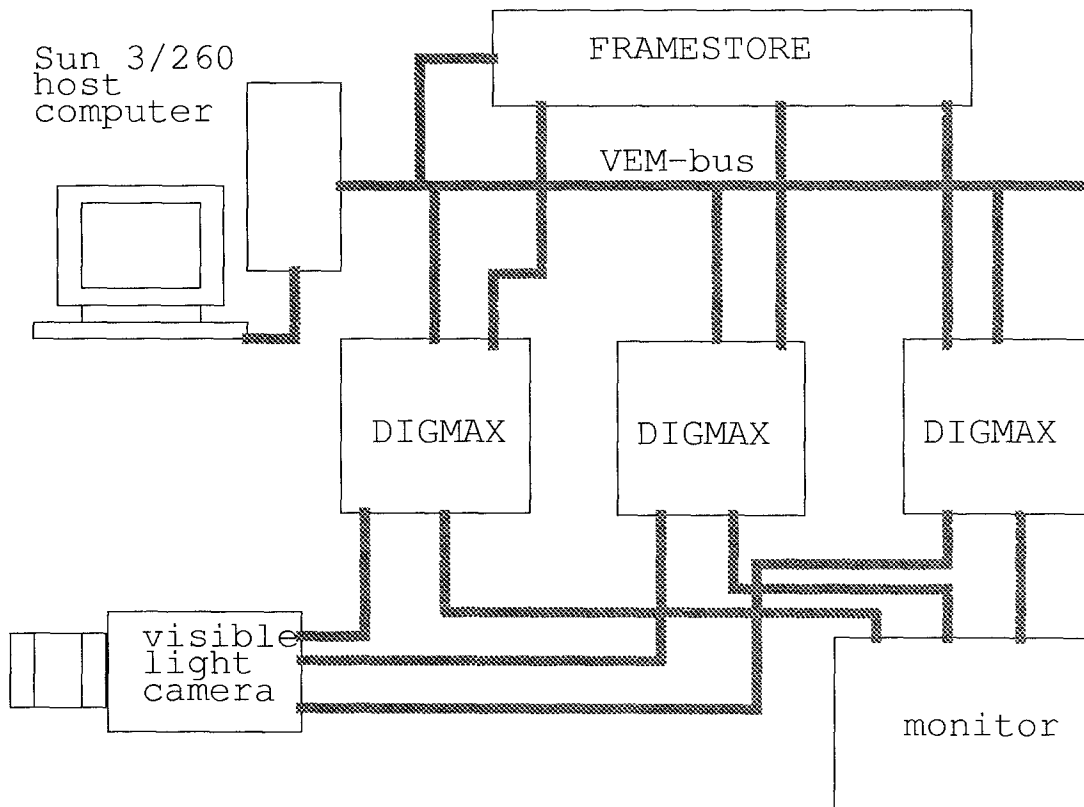 Sun 3/260
host
computer
FRAMESTORE
VEM-bus
DIGMAX
DIGMAX
DIGMAX
visible
light
camera
monitor